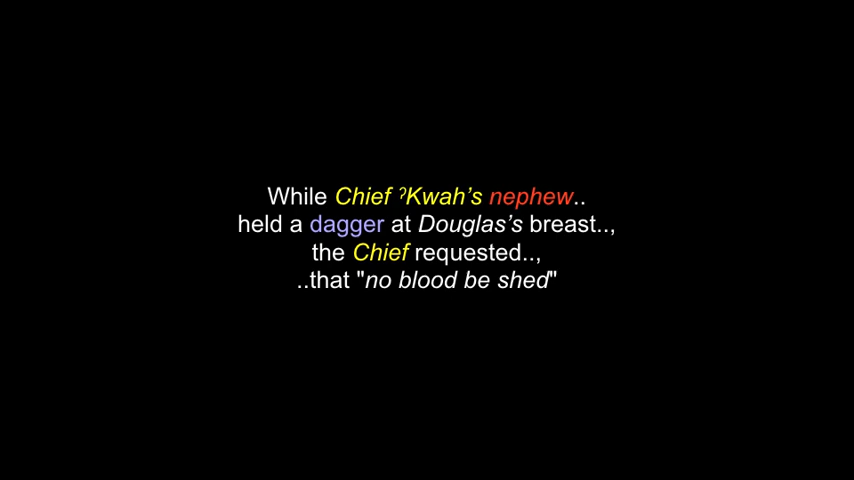 While Chief ˀKwah’s nephew..
held a dagger at Douglas’s breast..,
the Chief requested..,
..that "no blood be shed"